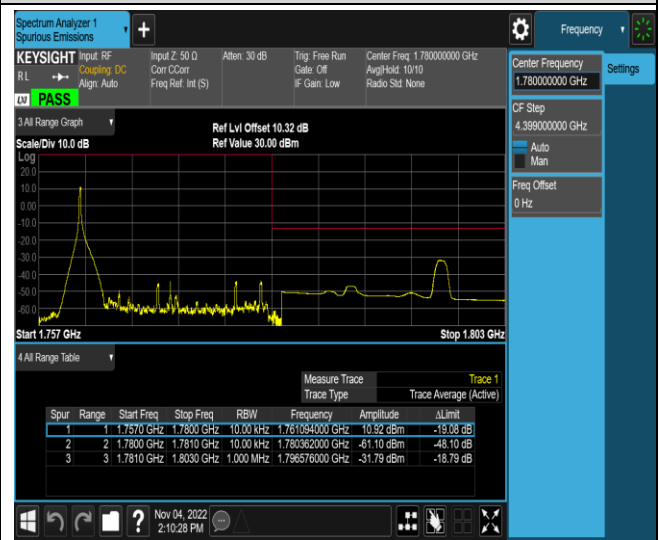 Spectrum Analyzer 1
Spurious Emissions
Frequency
KEYSIGHT
Input: RF
Input Z: 50 Ω
Atten: 30 dB
Trig: Free Run
Center Freq: 1.780000000 GHz
RL
Coupling: DC
Corr CCorr
Gate: Off
Avg|Hold: 10/10
Align: Auto
Freq Ref: Int (S)
IF Gain: Low
Radio Std: None
LXI PASS
3 All Range Graph
Ref Lvl Offset 10.32 dB
Scale/Div 10.0 dB
Ref Value 30.00 dBm
Log
20.0
10.0
0.00
-10.0
-20.0
-30.0
-40.0
-50.0
-60.0
Start 1.757 GHz
Stop 1.803 GHz
4 All Range Table
Measure Trace Trace 1
Trace Type Trace Average (Active)
Spur Range Start Freq Stop Freq RBW Frequency Amplitude ΔLimit
1 1 1.7570 GHz 1.7800 GHz 10.00 kHz 1.761094000 GHz 10.92 dBm -19.08 dB
2 2 1.7800 GHz 1.7810 GHz 10.00 kHz 1.780362000 GHz -61.10 dBm -48.10 dB
3 3 1.7810 GHz 1.8030 GHz 1.000 MHz 1.796576000 GHz -31.79 dBm -18.79 dB
Center Frequency
1.780000000 GHz
Settings
CF Step
4.399000000 GHz
Auto
Man
Freq Offset
0 Hz
?
Nov 04, 2022
2:10:28 PM